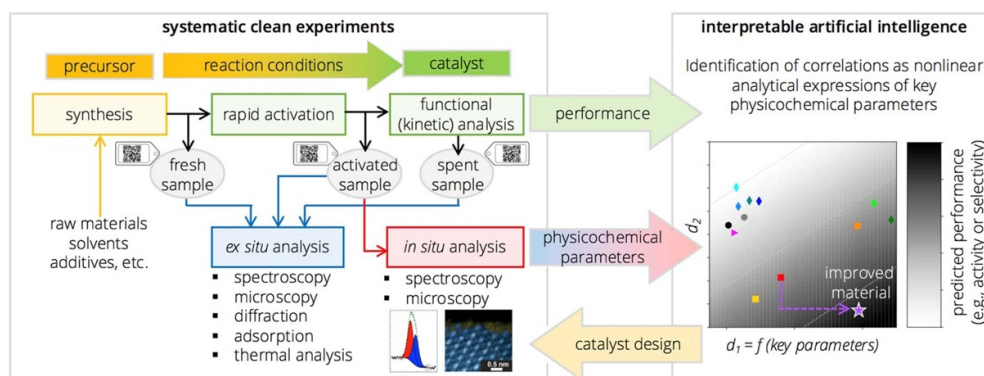 systematic clean experiments
precursor
reaction conditions
catalyst
synthesis
rapid activation
functional
(kinetic) analysis
fresh
sample
activated
sample
spent
sample
raw materials
solvents
additives, etc.
ex situ analysis
▪ spectroscopy
▪ microscopy
▪ diffraction
▪ adsorption
▪ thermal analysis
in situ analysis
▪ spectroscopy
▪ microscopy
0.5 nm
performance
physicochemical
parameters
catalyst design
interpretable artificial intelligence
Identification of correlations as nonlinear
analytical expressions of key
physicochemical parameters
d2
improved
material
d1 = f (key parameters)
predicted performance
(e.g., activity or selectivity)